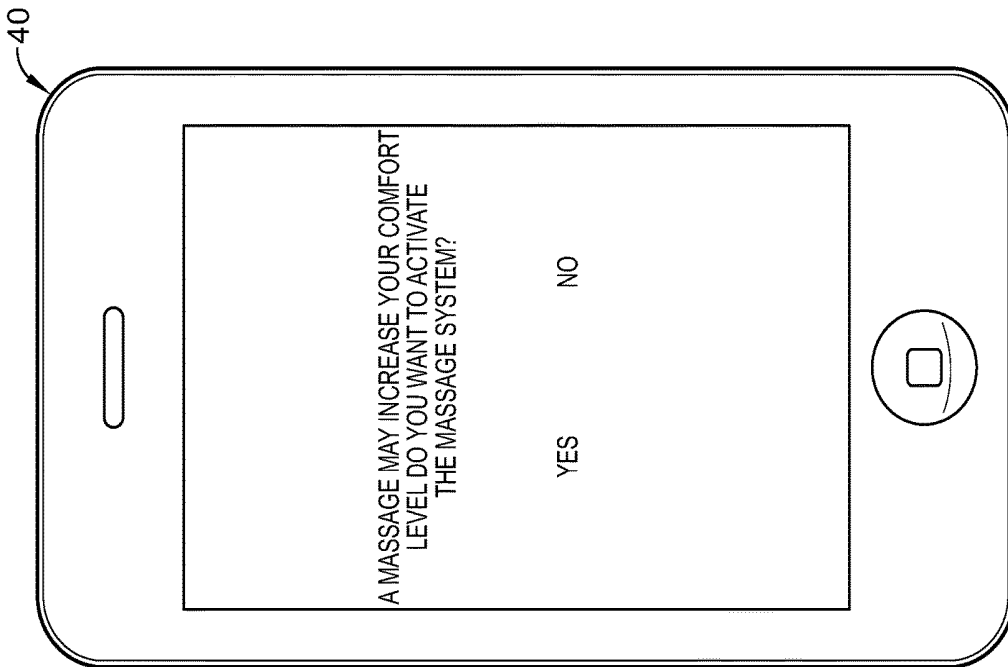 40
A MASSAGE MAY INCREASE YOUR COMFORT
LEVEL DO YOU WANT TO ACTIVATE
THE MASSAGE SYSTEM?
YES NO